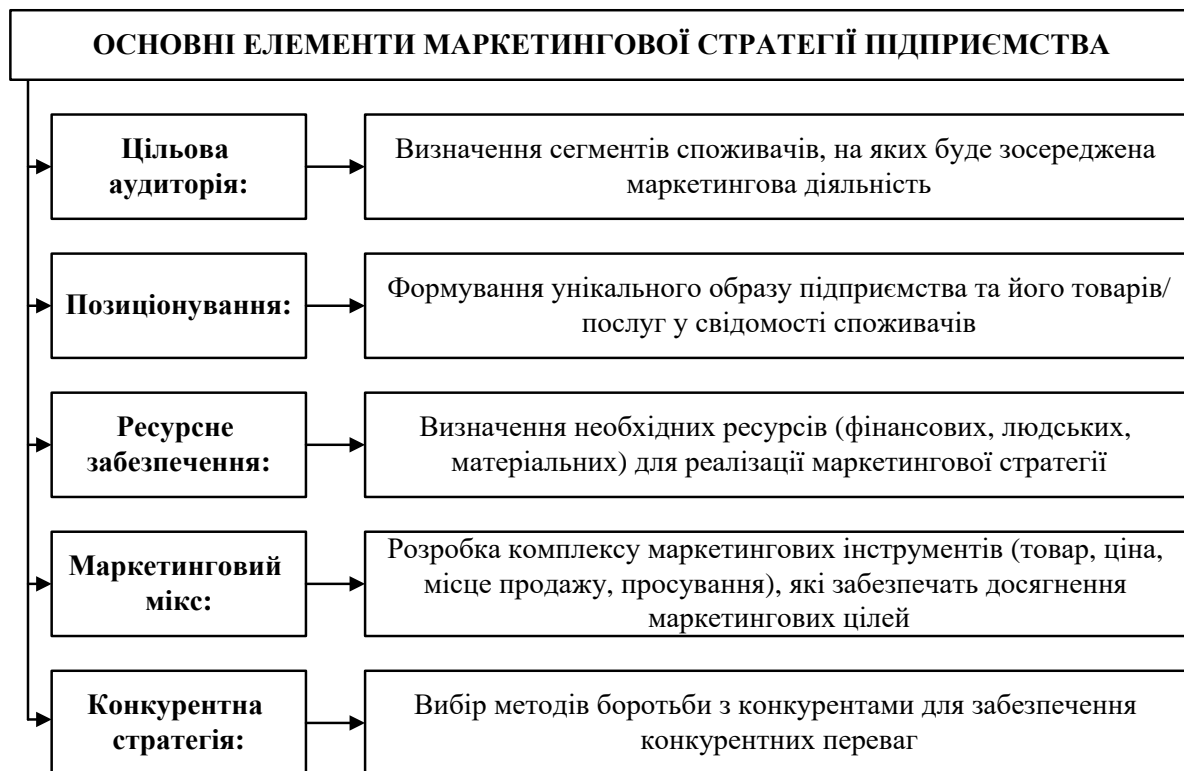 ОСНОВНІ ЕЛЕМЕНТИ МАРКЕТИНГОВОЇ СТРАТЕГІЇ ПІДПРИЄМСТВА
Цільова
аудиторія:
Визначення сегментів споживачів, на яких буде зосереджена
маркетингова діяльність
Позиціонування:
Формування унікального образу підприємства та його товарів/
послуг у свідомості споживачів
Ресурсне
забезпечення:
Визначення необхідних ресурсів (фінансових, людських,
матеріальних) для реалізації маркетингової стратегії
Маркетинговий
мікс:
Розробка комплексу маркетингових інструментів (товар, ціна,
місце продажу, просування), які забезпечать досягнення
маркетингових цілей
Конкурентна
стратегія:
Вибір методів боротьби з конкурентами для забезпечення
конкурентних переваг